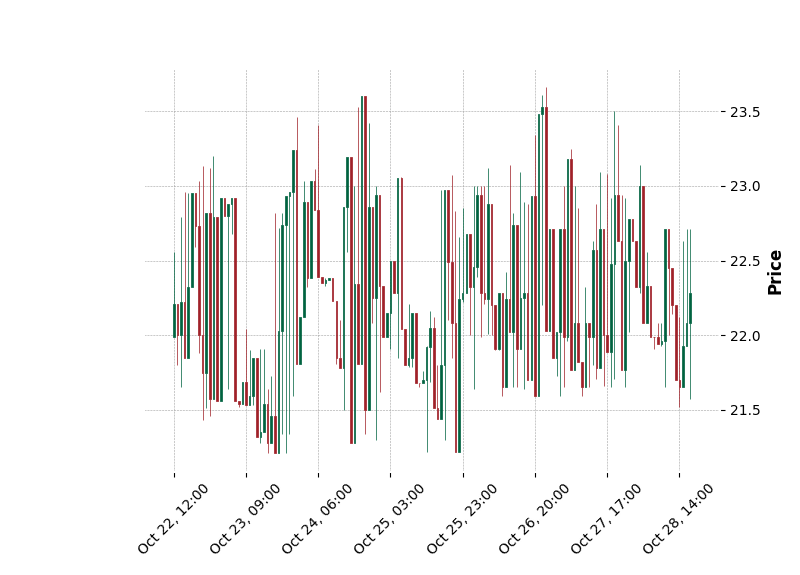 23.5
23.0
22.5
22.0
21.5
Price
Oct 22, 12:00
Oct 23, 09:00
Oct 24, 06:00
Oct 25, 03:00
Oct 25, 23:00
Oct 26, 20:00
Oct 27, 17:00
Oct 28, 14:00